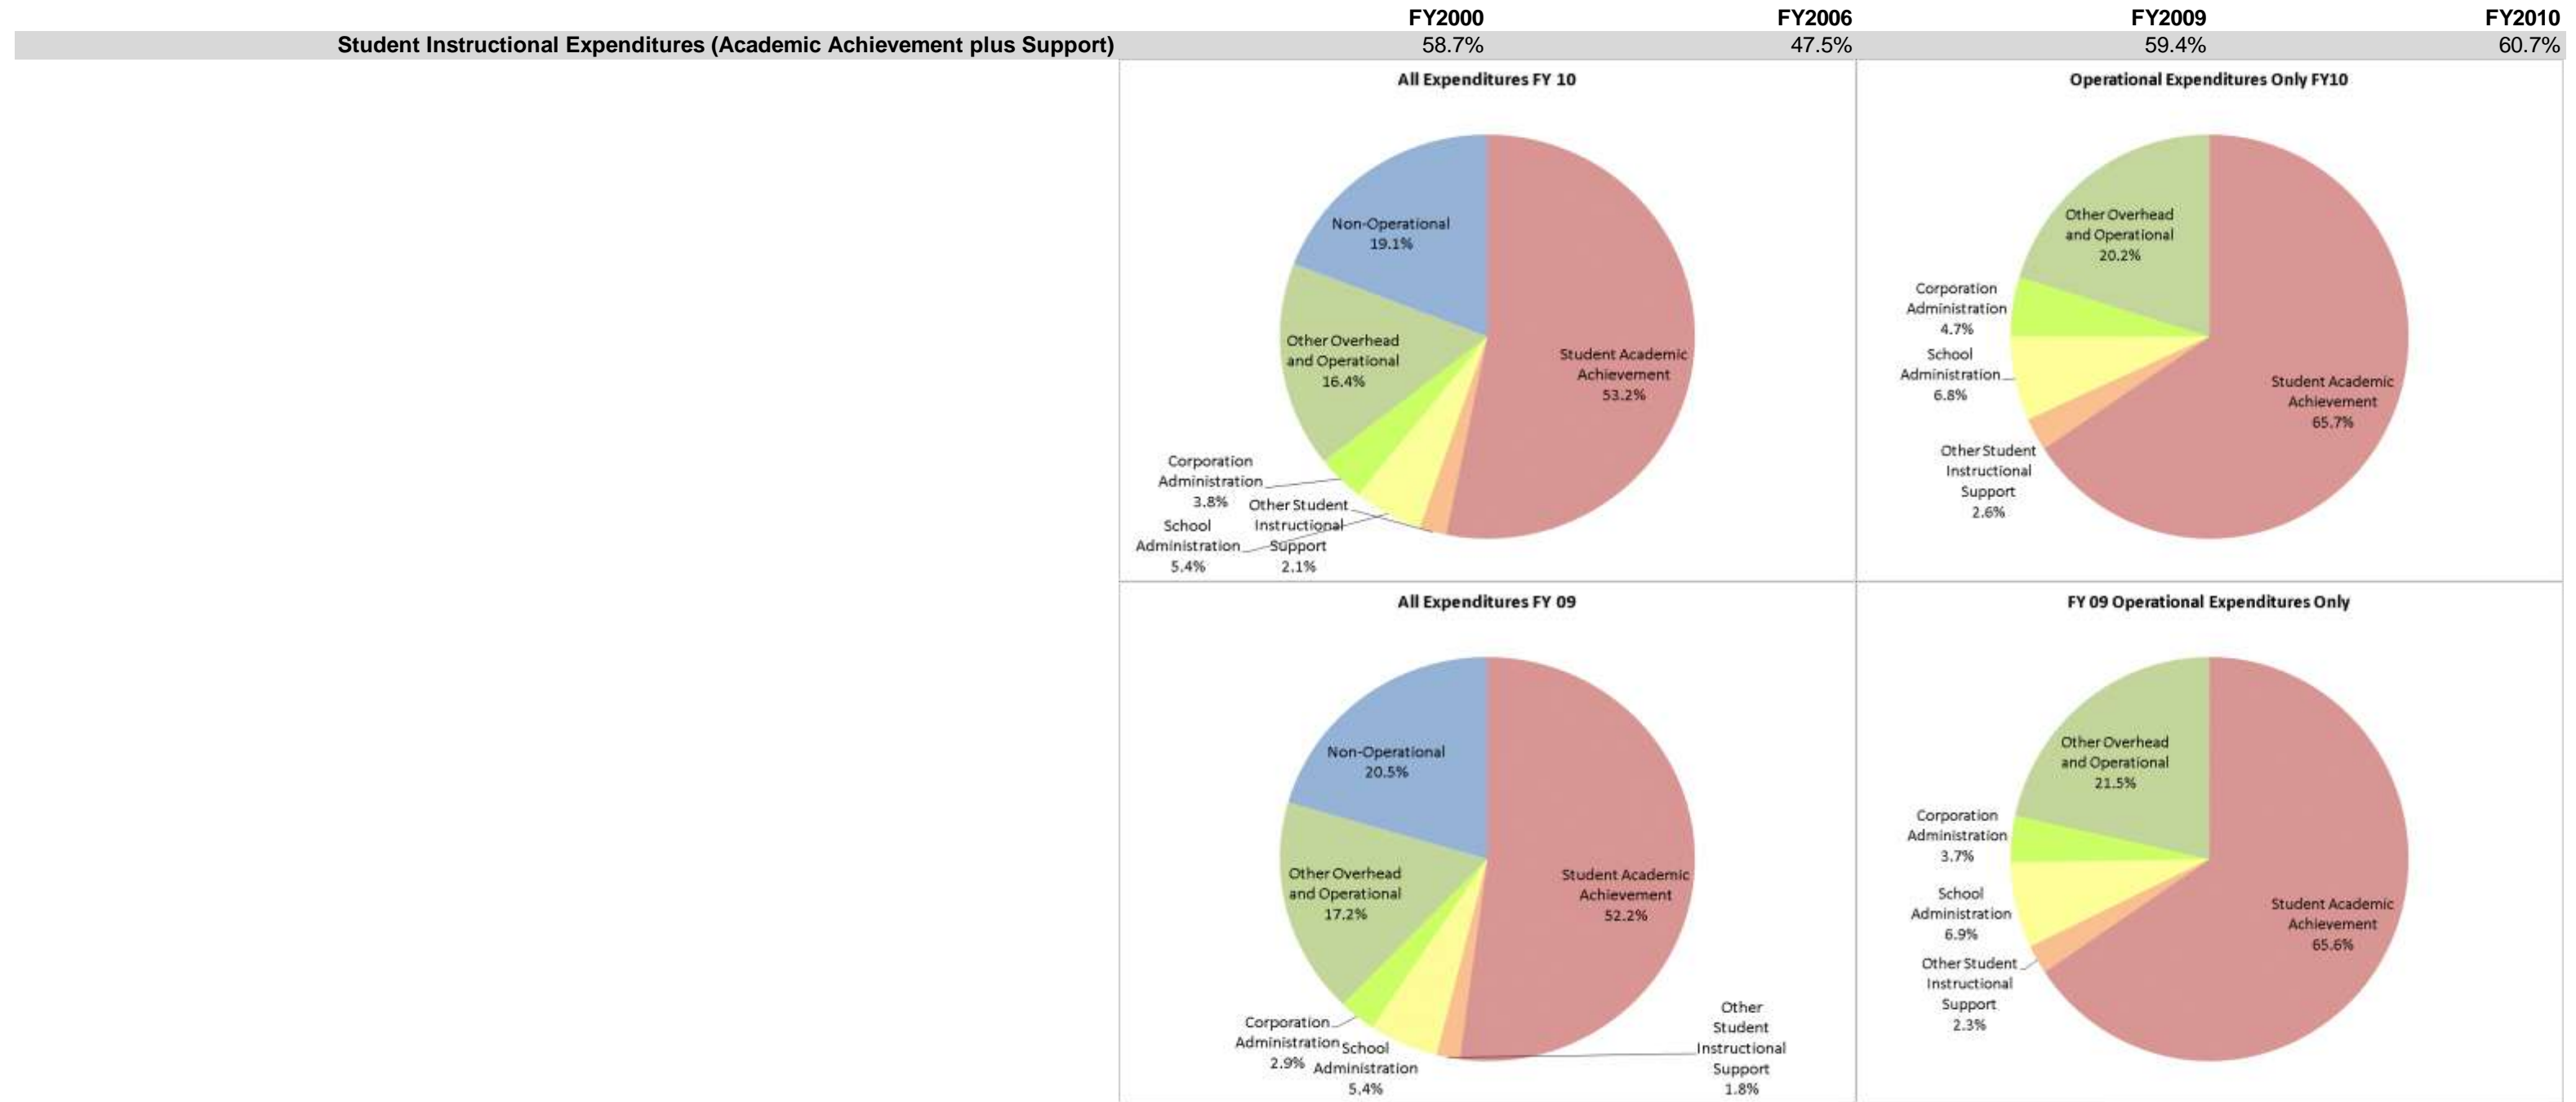 FY2000 FY2006 FY2009 FY2010
Student Instructional Expenditures (Academic Achievement plus Support) 58.7% 47.5% 59.4% 60.7%
All Expenditures FY 10
Non-Operational
19.1%
Other Overhead
and Operational
16.4%
Student Academic
Achievement
53.2%
Corporation
Administration
3.8%
Other Student
Instructional
Support
2.1%
School
Administration
5.4%
Operational Expenditures Only FY10
Other Overhead
and Operational
20.2%
Corporation
Administration
4.7%
School
Administration
6.8%
Student Academic
Achievement
65.7%
Other Student
Instructional
Support
2.6%
All Expenditures FY 09
Non-Operational
20.5%
Other Overhead
and Operational
17.2%
Student Academic
Achievement
52.2%
Corporation
Administration
2.9%
School
Administration
5.4%
Other
Student
Instructional
Support
1.8%
FY 09 Operational Expenditures Only
Other Overhead
and Operational
21.5%
Corporation
Administration
3.7%
School
Administration
6.9%
Student Academic
Achievement
65.6%
Other Student
Instructional
Support
2.3%